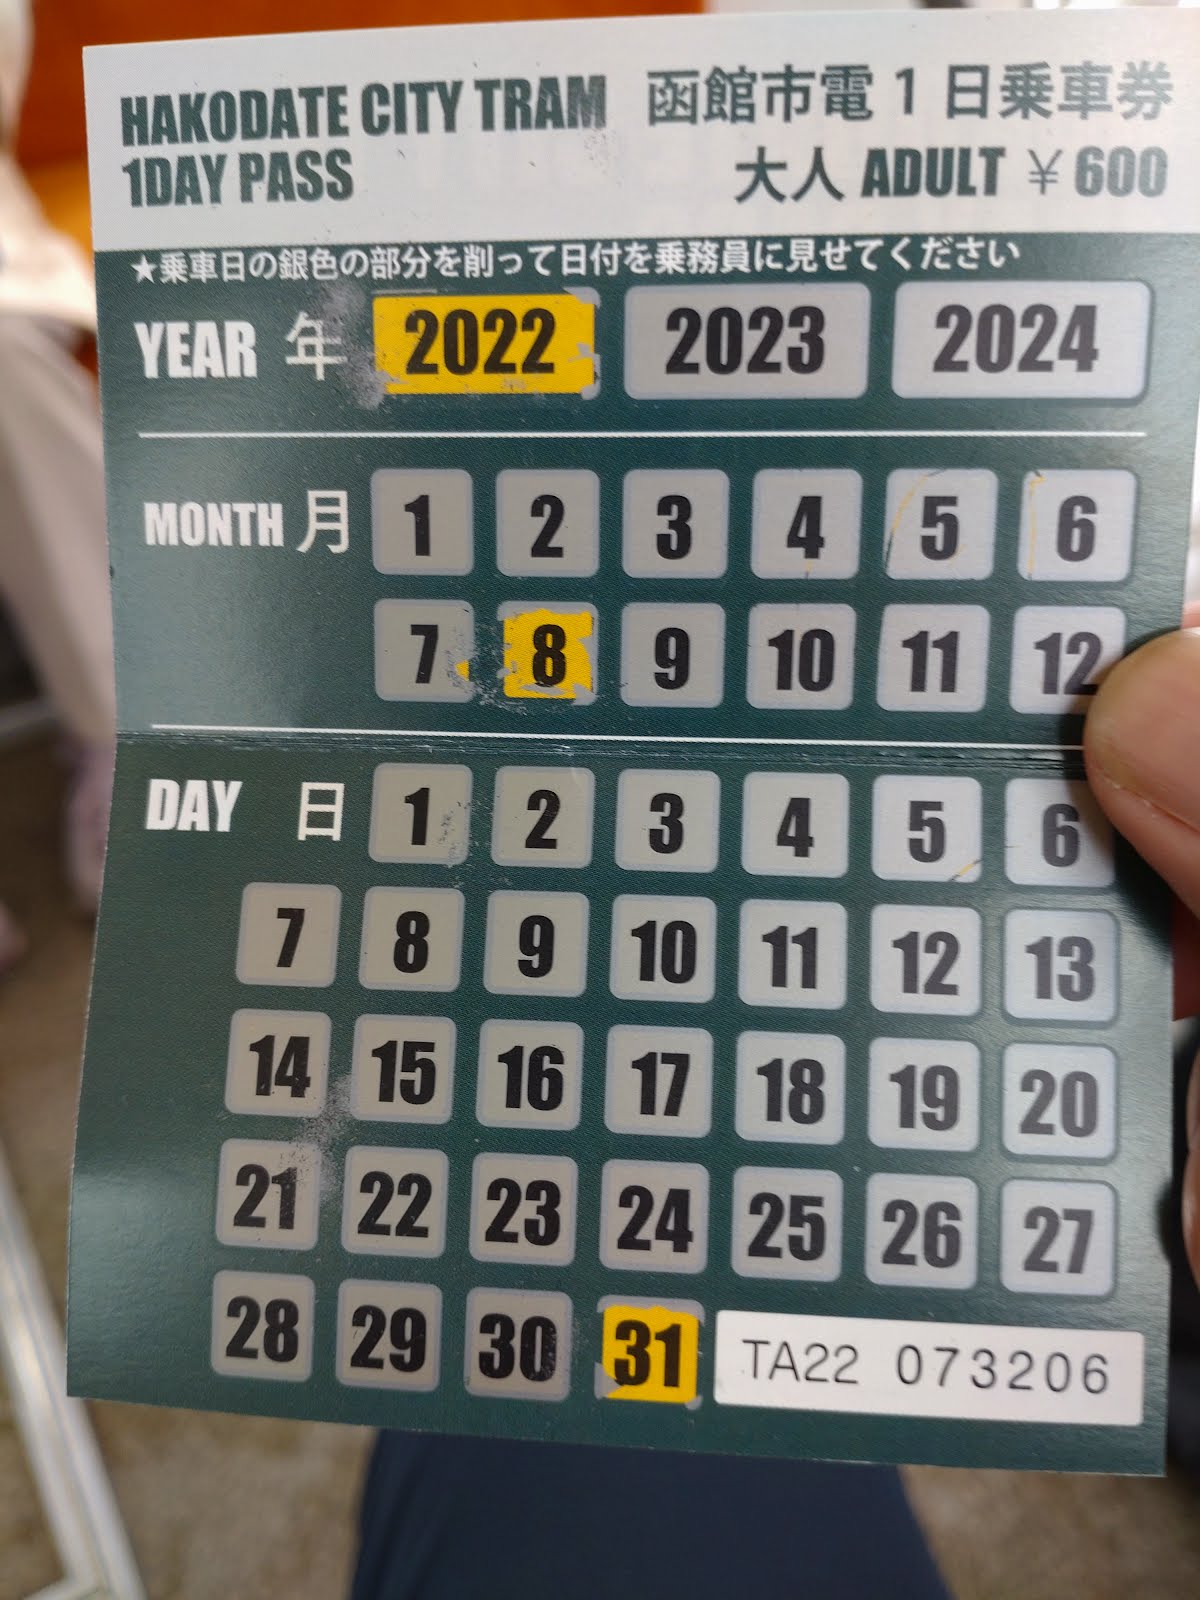 HAKODATE CITY TRAM 函館市電1日乗車券
1DAY PASS 大人 ADULT ¥600
★乗車日の銀色の部分を削って日付を乗務員に見せてください
YEAR 年 2022 2023 2024
MONTH 月 1 2 3 4 5 6
7 8 9 10 11 12
DAY 日 1 2 3 4 5 6
7 8 9 10 11 12 13
14 15 16 17 18 19 20
21 22 23 24 25 26 27
28 29 30 31 TA22 073206